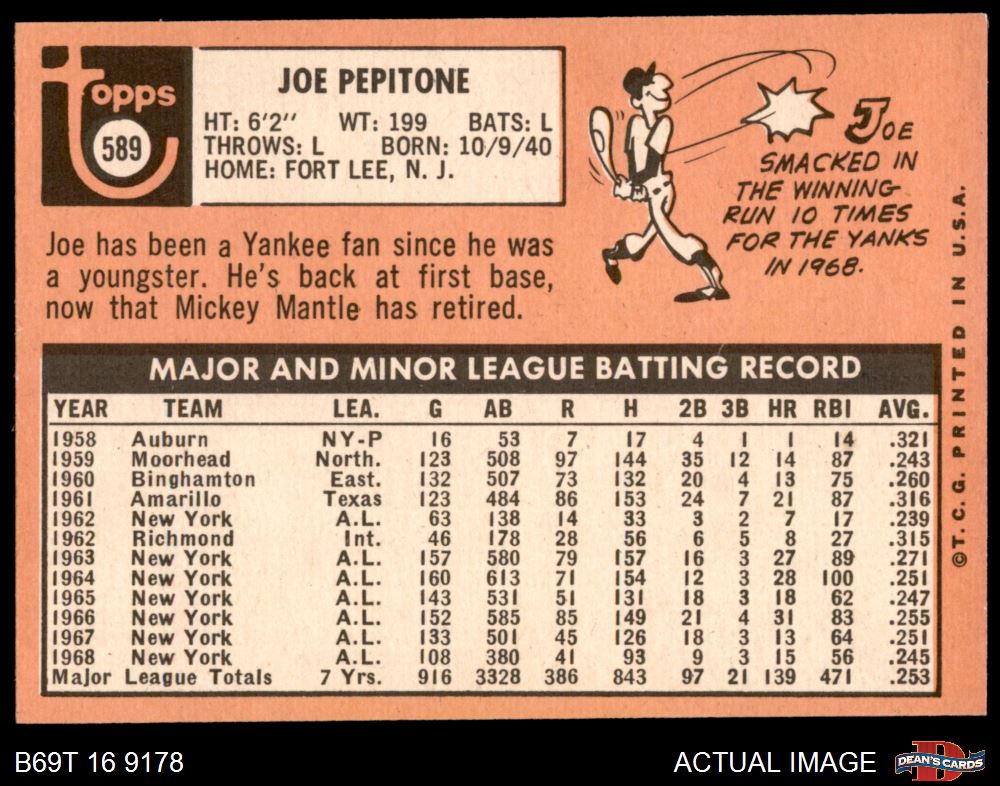 topps
589
JOE PEPITONE
HT: 6'2" WT: 199 BATS: L
THROWS: L BORN: 10/9/40
HOME: FORT LEE, N. J.
JOE
SMACKED IN
THE WINNING
RUN 10 TIMES
FOR THE YANKS
IN 1968.
Joe has been a Yankee fan since he was
a youngster. He's back at first base,
now that Mickey Mantle has retired.
MAJOR AND MINOR LEAGUE BATTING RECORD
YEAR TEAM LEA. G AB R H 2B 3B HR RBI AVG.
1958 Auburn NY-P 16 53 7 17 4 1 1 14 .321
1959 Moorhead North. 123 508 97 144 35 12 14 87 .243
1960 Binghamton East. 132 507 73 132 20 4 13 75 .260
1961 Amarillo Texas 123 484 86 153 24 7 21 87 .316
1962 New York A.L. 63 138 14 33 3 2 7 17 .239
1962 Richmond Int. 46 178 28 56 6 5 8 27 .315
1963 New York A.L. 157 580 79 157 16 3 27 89 .271
1964 New York A.L. 160 613 71 154 12 3 28 100 .251
1965 New York A.L. 143 531 51 131 18 3 18 62 .247
1966 New York A.L. 152 585 85 149 21 4 31 83 .255
1967 New York A.L. 133 501 45 126 18 3 13 64 .251
1968 New York A.L. 108 380 41 93 9 3 15 56 .245
Major League Totals 7 Yrs. 916 3328 386 843 97 21 139 471 .253
©T. C. G. PRINTED IN U.S.A.
B69T 16 9178
ACTUAL IMAGE
DEAN'S CARDS